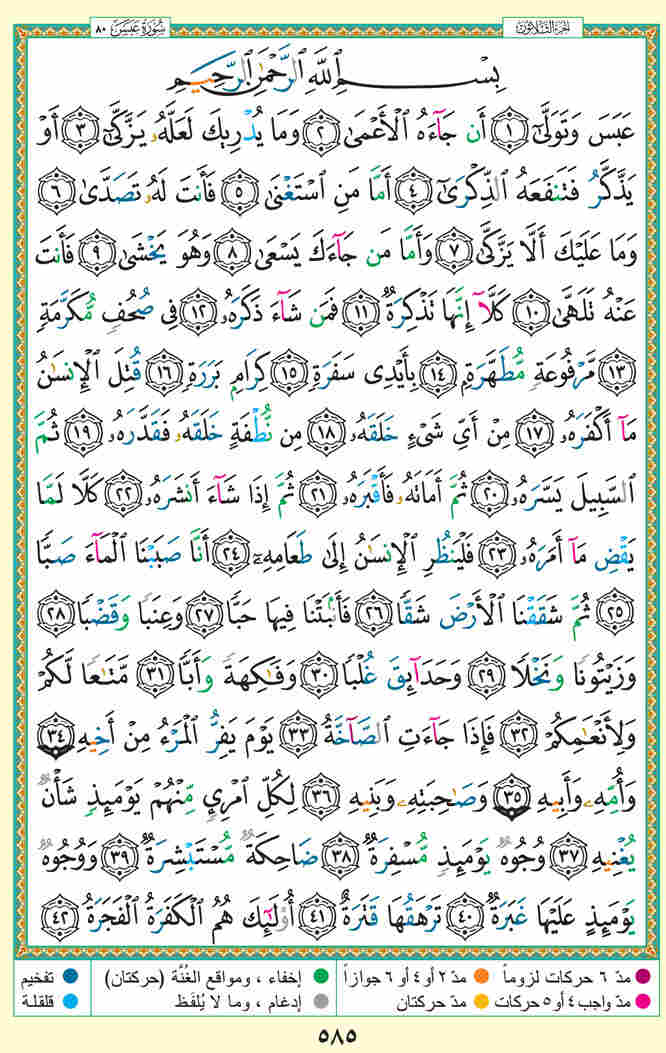 الجزء الثلاثون
سورة عبس ٨٠
بِسْمِ ٱللَّهِ ٱلرَّحْمَٰنِ ٱلرَّحِيمِ
عَبَسَ وَتَوَلَّىٰٓ ١ أَن جَآءَهُ ٱلْأَعْمَىٰ ٢ وَمَا يُدْرِيكَ لَعَلَّهُۥ يَزَّكَّىٰٓ ٣ أَوْ
يَذَّكَّرُ فَتَنفَعَهُ ٱلذِّكْرَىٰٓ ٤ أَمَّا مَنِ ٱسْتَغْنَىٰ ٥ فَأَنتَ لَهُۥ تَصَدَّىٰ ٦
وَمَا عَلَيْكَ أَلَّا يَزَّكَّىٰ ٧ وَأَمَّا مَن جَآءَكَ يَسْعَىٰ ٨ وَهُوَ يَخْشَىٰ ٩ فَأَنتَ
عَنْهُ تَلَهَّىٰ ١٠ كَلَّآ إِنَّهَا تَذْكِرَةٌ ١١ فَمَن شَآءَ ذَكَرَهُۥ ١٢ فِى صُحُفٍ مُّكَرَّمَةٍ
١٣ مَّرْفُوعَةٍ مُّطَهَّرَةٍۭ ١٤ بِأَيْدِى سَفَرَةٍ ١٥ كِرَامٍۭ بَرَرَةٍ ١٦ قُتِلَ ٱلْإِنسَٰنُ
مَآ أَكْفَرَهُۥ ١٧ مِنْ أَىِّ شَىْءٍ خَلَقَهُۥ ١٨ مِن نُّطْفَةٍ خَلَقَهُۥ فَقَدَّرَهُۥ ١٩ ثُمَّ
ٱلسَّبِيلَ يَسَّرَهُۥ ٢٠ ثُمَّ أَمَاتَهُۥ فَأَقْبَرَهُۥ ٢١ ثُمَّ إِذَا شَآءَ أَنشَرَهُۥ ٢٢ كَلَّا لَمَّا
يَقْضِ مَآ أَمَرَهُۥ ٢٣ فَلْيَنظُرِ ٱلْإِنسَٰنُ إِلَىٰ طَعَامِهِۦٓ ٢٤ أَنَّا صَبَبْنَا ٱلْمَآءَ صَبًّا
٢٥ ثُمَّ شَقَقْنَا ٱلْأَرْضَ شَقًّا ٢٦ فَأَنۢبَتْنَا فِيهَا حَبًّا ٢٧ وَعِنَبًا وَقَضْبًا ٢٨
وَزَيْتُونًا وَنَخْلًا ٢٩ وَحَدَآئِقَ غُلْبًا ٣٠ وَفَٰكِهَةً وَأَبًّا ٣١ مَّتَٰعًا لَّكُمْ
وَلِأَنْعَٰمِكُمْ ٣٢ فَإِذَا جَآءَتِ ٱلصَّآخَّةُ ٣٣ يَوْمَ يَفِرُّ ٱلْمَرْءُ مِنْ أَخِيهِ ٣٤
وَأُمِّهِۦ وَأَبِيهِ ٣٥ وَصَٰحِبَتِهِۦ وَبَنِيهِ ٣٦ لِكُلِّ ٱمْرِئٍ مِّنْهُمْ يَوْمَئِذٍ شَأْنٌ
يُغْنِيهِ ٣٧ وُجُوهٌ يَوْمَئِذٍ مُّسْفِرَةٌ ٣٨ ضَاحِكَةٌ مُّسْتَبْشِرَةٌ ٣٩ وَوُجُوهٌ
يَوْمَئِذٍ عَلَيْهَا غَبَرَةٌ ٤٠ تَرْهَقُهَا قَتَرَةٌ ٤١ أُو۟لَٰٓئِكَ هُمُ ٱلْكَفَرَةُ ٱلْفَجَرَةُ ٤٢
مدّ ٦ حركات لزوماً مدّ ٢ أو ٤ أو ٦ جوازاً إخفاء ، ومواقع الغُنَّة (حركتان) تفخيم
مدّ واجب ٤ أو ٥ حركات مدّ حركتان إدغام ، وما لا يُلفَظ قلقلة
٥٨٥